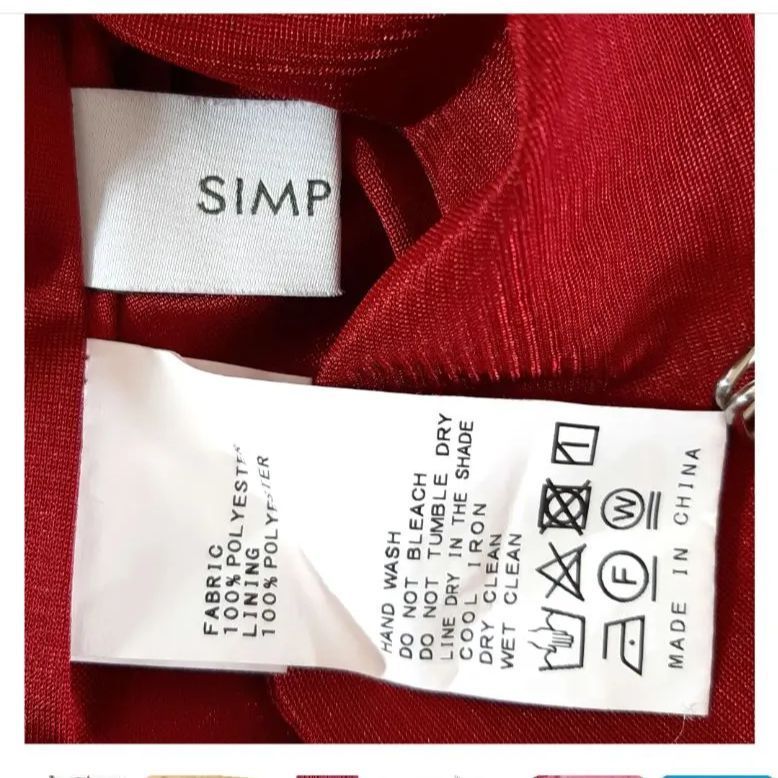 SIMP
FABRIC
100% POLYESTER
LINING
100% POLYESTER
HAND WASH
DO NOT BLEACH
DO NOT TUMBLE DRY
LINE DRY IN THE SHADE
COOL IRON
DRY CLEAN
WET CLEAN
F
W
MADE IN CHINA